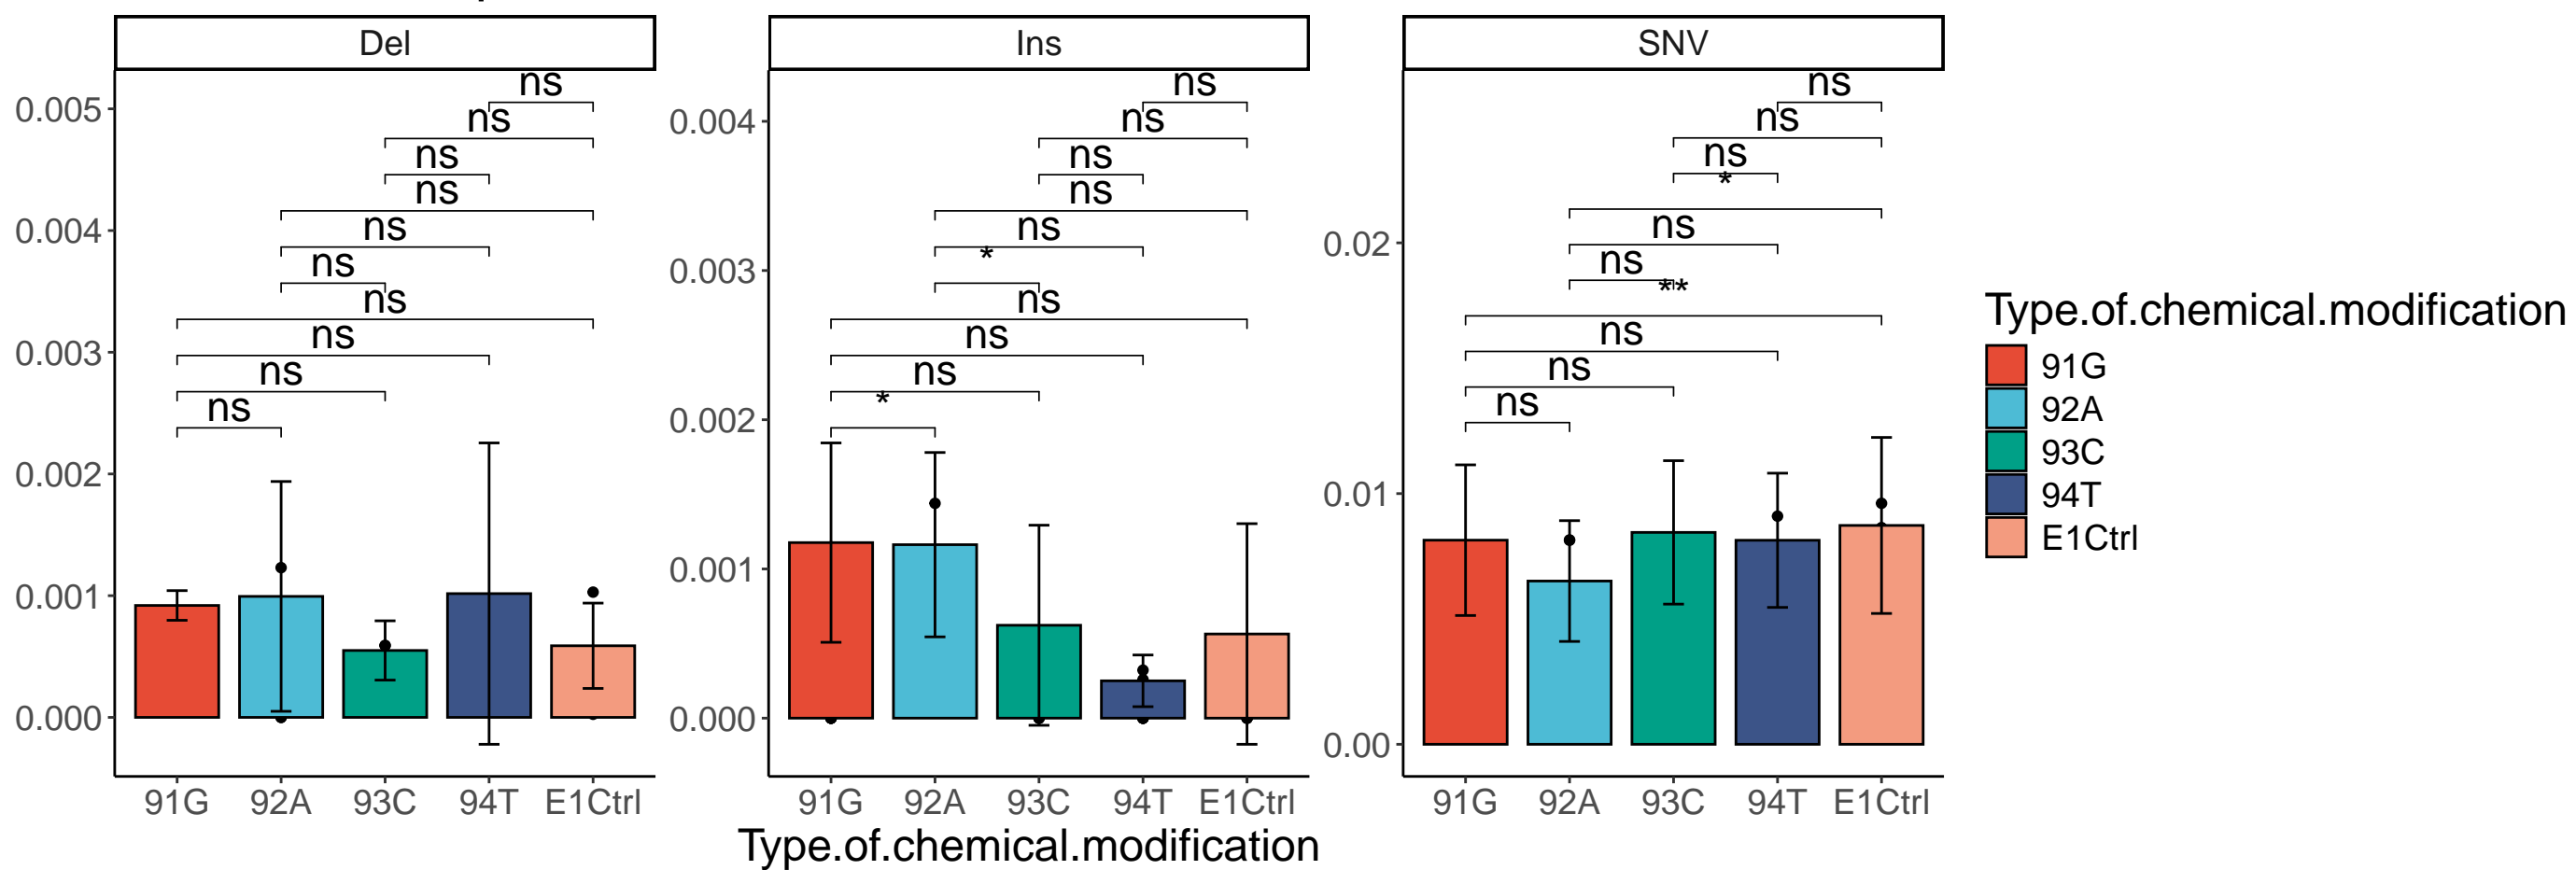 Del
Ins
SNV
ns
ns
ns
ns
ns
ns
ns
ns
ns
ns
0.005
0.004
0.003
0.002
0.001
0.000
91G 92A 93C 94T E1Ctrl
ns
ns
ns
ns
ns
*
ns
ns
ns
*
0.004
0.003
0.002
0.001
0.000
91G 92A 93C 94T E1Ctrl
ns
ns
ns
*
ns
ns
**
ns
ns
ns
0.02
0.01
0.00
91G 92A 93C 94T E1Ctrl
Type.of.chemical.modification
Type.of.chemical.modification
91G
92A
93C
94T
E1Ctrl